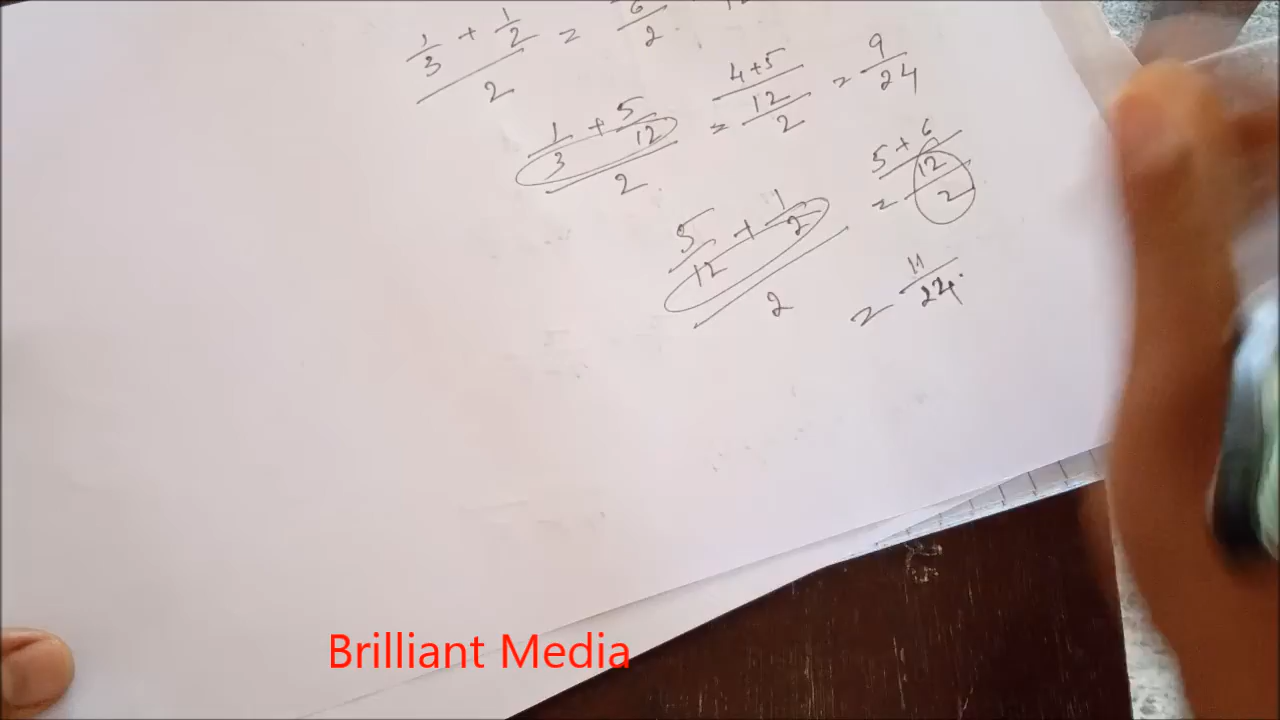 (1/3 + 1/2)/2 = 6/2
(1/3 + 5/12)/2 = ((4+5)/12)/2 = 9/24
(5/12 + 1/2)/2 = ((5+6)/12)/2
= 11/24.
Brilliant Media